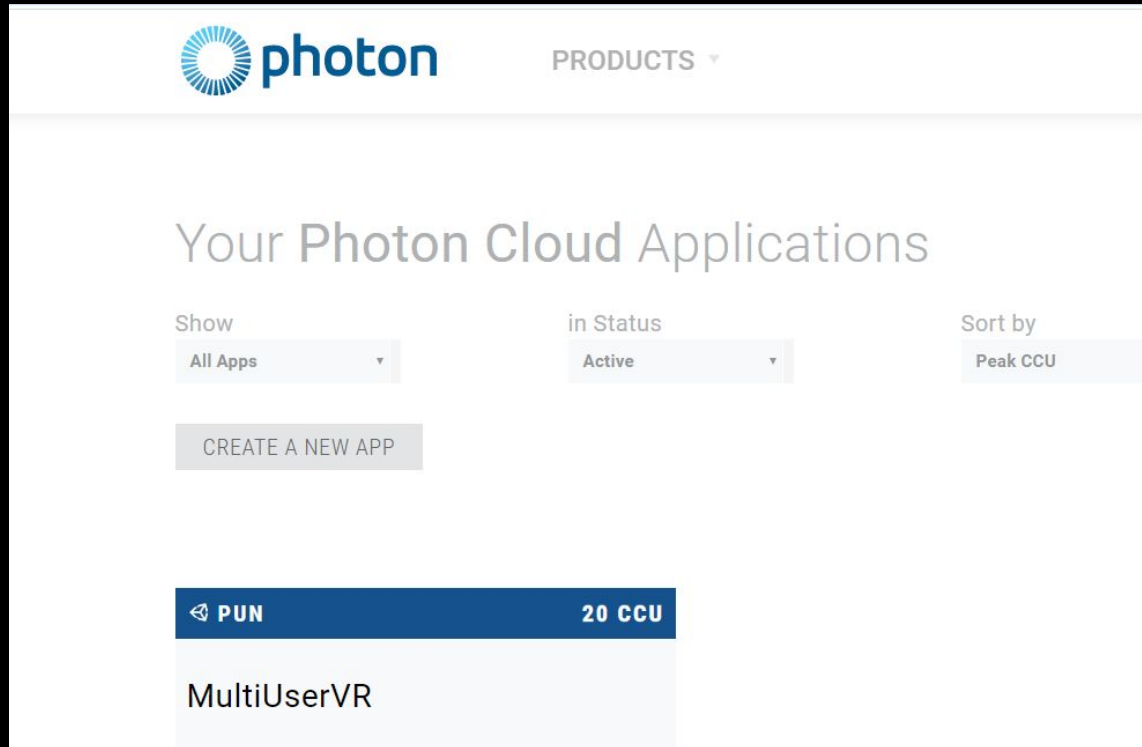 photon PRODUCTS
Your Photon Cloud Applications
Show in Status Sort by
All Apps Active Peak CCU
CREATE A NEW APP
PUN 20 CCU
MultiUserVR